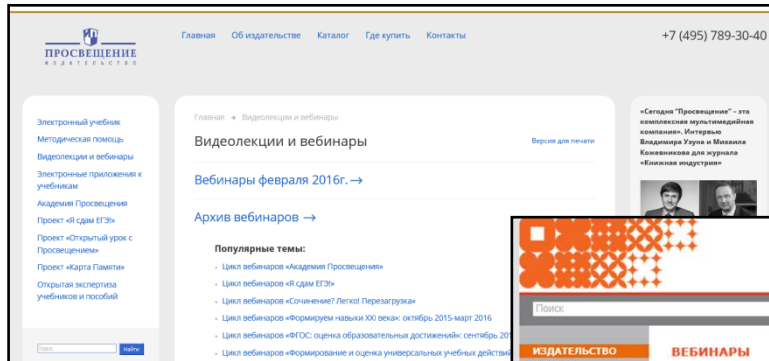 ПРОСВЕЩЕНИЕ
ИЗДАТЕЛЬСТВО
Главная Об издательстве Каталог Где купить Контакты
+7 (495) 789-30-40
Электронный учебник
Методическая помощь
Видеолекции и вебинары
Электронные приложения к
учебникам
Академия Просвещения
Проект «Я сдам ЕГЭ!»
Проект «Открытый урок с
Просвещением»
Проект «Карта Памяти»
Открытая экспертиза
учебников и пособий
Найти
Главная → Видеолекции и вебинары
Видеолекции и вебинары
Версия для печати
Вебинары февраля 2016г. →
Архив вебинаров →
Популярные темы:
Цикл вебинаров «Академия Просвещения»
Цикл вебинаров «Я сдам ЕГЭ!»
Цикл вебинаров «Сочинение? Легко! Перезагрузка»
Цикл вебинаров «Формируем навыки XXI века»: октябрь 2015-март 2016
Цикл вебинаров «ФГОС: оценка образовательных достижений»: сентябрь 20
Цикл вебинаров «Формирование и оценка универсальных учебных действий
«Сегодня "Просвещение" – это
комплексная мультимедийная
компания». Интервью
Владимира Узуна и Михаила
Кожевникова для журнала
«Книжная индустрия»
Поиск
ИЗДАТЕЛЬСТВО
ВЕБИНАРЫ